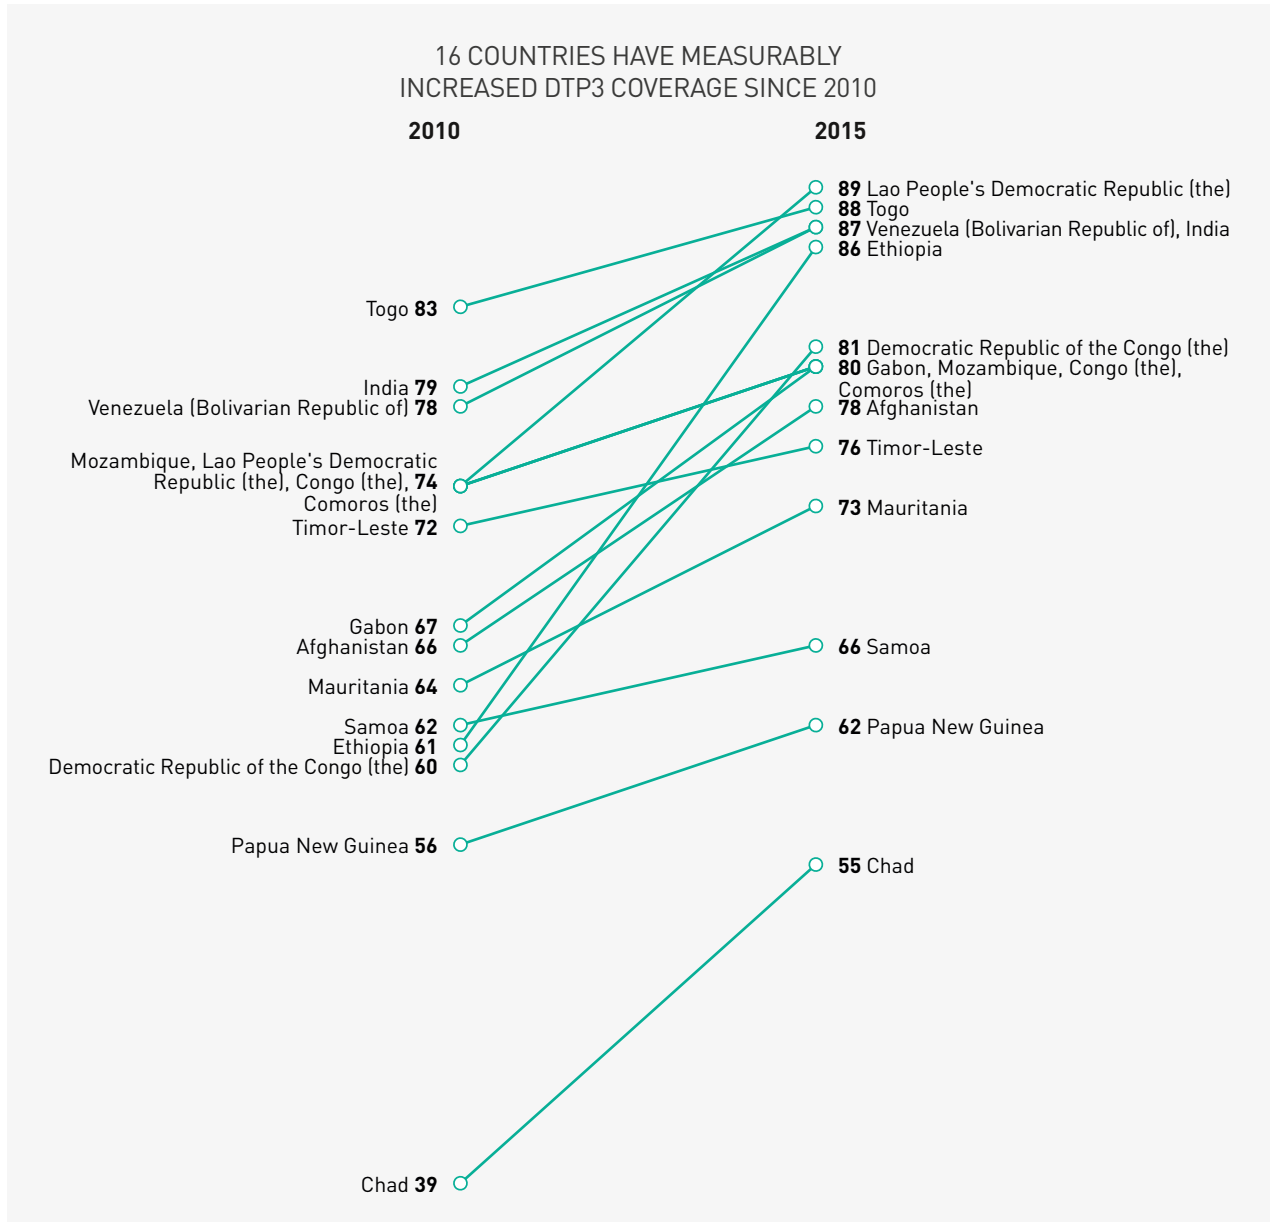 16 COUNTRIES HAVE MEASURABLY
INCREASED DTP3 COVERAGE SINCE 2010
2010
2015
Togo 83
India 79
Venezuela (Bolivarian Republic of) 78
Mozambique, Lao People's Democratic
Republic (the), Congo (the), 74
Comoros (the)
Timor-Leste 72
Gabon 67
Afghanistan 66
Mauritania 64
Samoa 62
Ethiopia 61
Democratic Republic of the Congo (the) 60
Papua New Guinea 56
Chad 39
89 Lao People's Democratic Republic (the)
88 Togo
87 Venezuela (Bolivarian Republic of), India
86 Ethiopia
81 Democratic Republic of the Congo (the)
80 Gabon, Mozambique, Congo (the),
Comoros (the)
78 Afghanistan
76 Timor-Leste
73 Mauritania
66 Samoa
62 Papua New Guinea
55 Chad